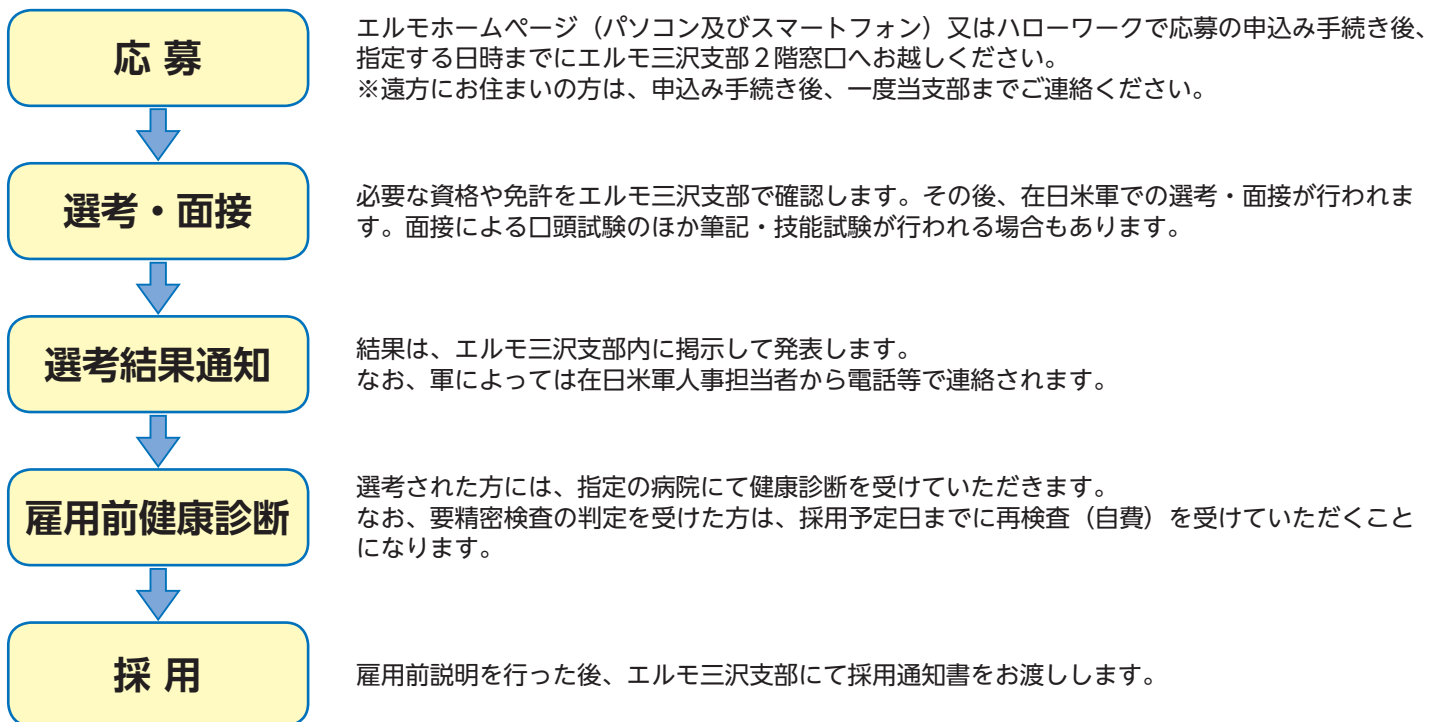 応 募
エルモホームページ（パソコン及びスマートフォン）又はハローワークで応募の申込み手続き後、
指定する日時までにエルモ三沢支部２階窓口へお越しください。
※遠方にお住まいの方は、申込み手続き後、一度当支部までご連絡ください。
選考・面接
必要な資格や免許をエルモ三沢支部で確認します。その後、在日米軍での選考・面接が行われま
す。面接による口頭試験のほか筆記・技能試験が行われる場合もあります。
選考結果通知
結果は、エルモ三沢支部内に掲示して発表します。
なお、軍によっては在日米軍人事担当者から電話等で連絡されます。
雇用前健康診断
選考された方には、指定の病院にて健康診断を受けていただきます。
なお、要精密検査の判定を受けた方は、採用予定日までに再検査（自費）を受けていただくこと
になります。
採 用
雇用前説明を行った後、エルモ三沢支部にて採用通知書をお渡しします。